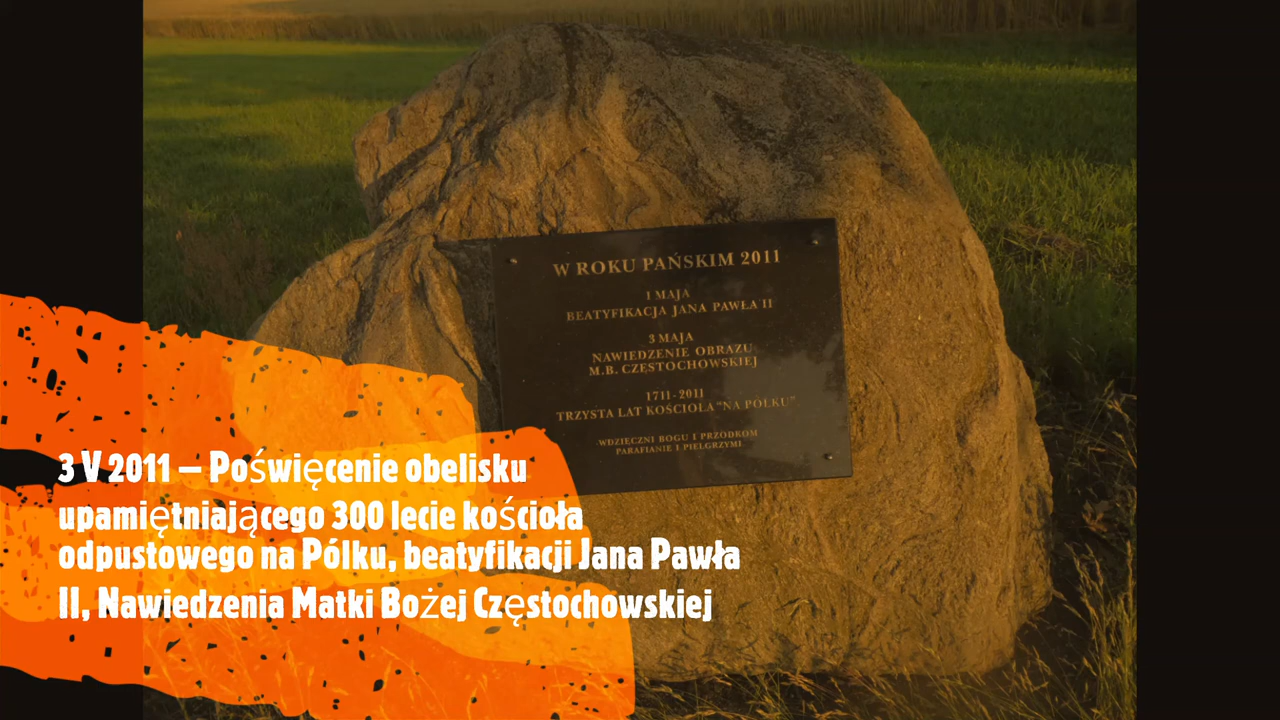 W ROKU PAŃSKIM 2011
1 MAJA
BEATYFIKACJA JANA PAWŁA II
3 MAJA
NAWIEDZENIE OBRAZU
M.B. CZĘSTOCHOWSKIEJ
1711-2011
TRZYSTA LAT KOŚCIOŁA "NA PÓLKU"
WDZIĘCZNI BOGU I PRZODKOM
PARAFIANIE I PIELGRZYMI
3 V 2011 – Poświęcenie obelisku
upamiętniającego 300 lecie kościoła
odpustowego na Pólku, beatyfikacji Jana Pawła
II, Nawiedzenia Matki Bożej Częstochowskiej